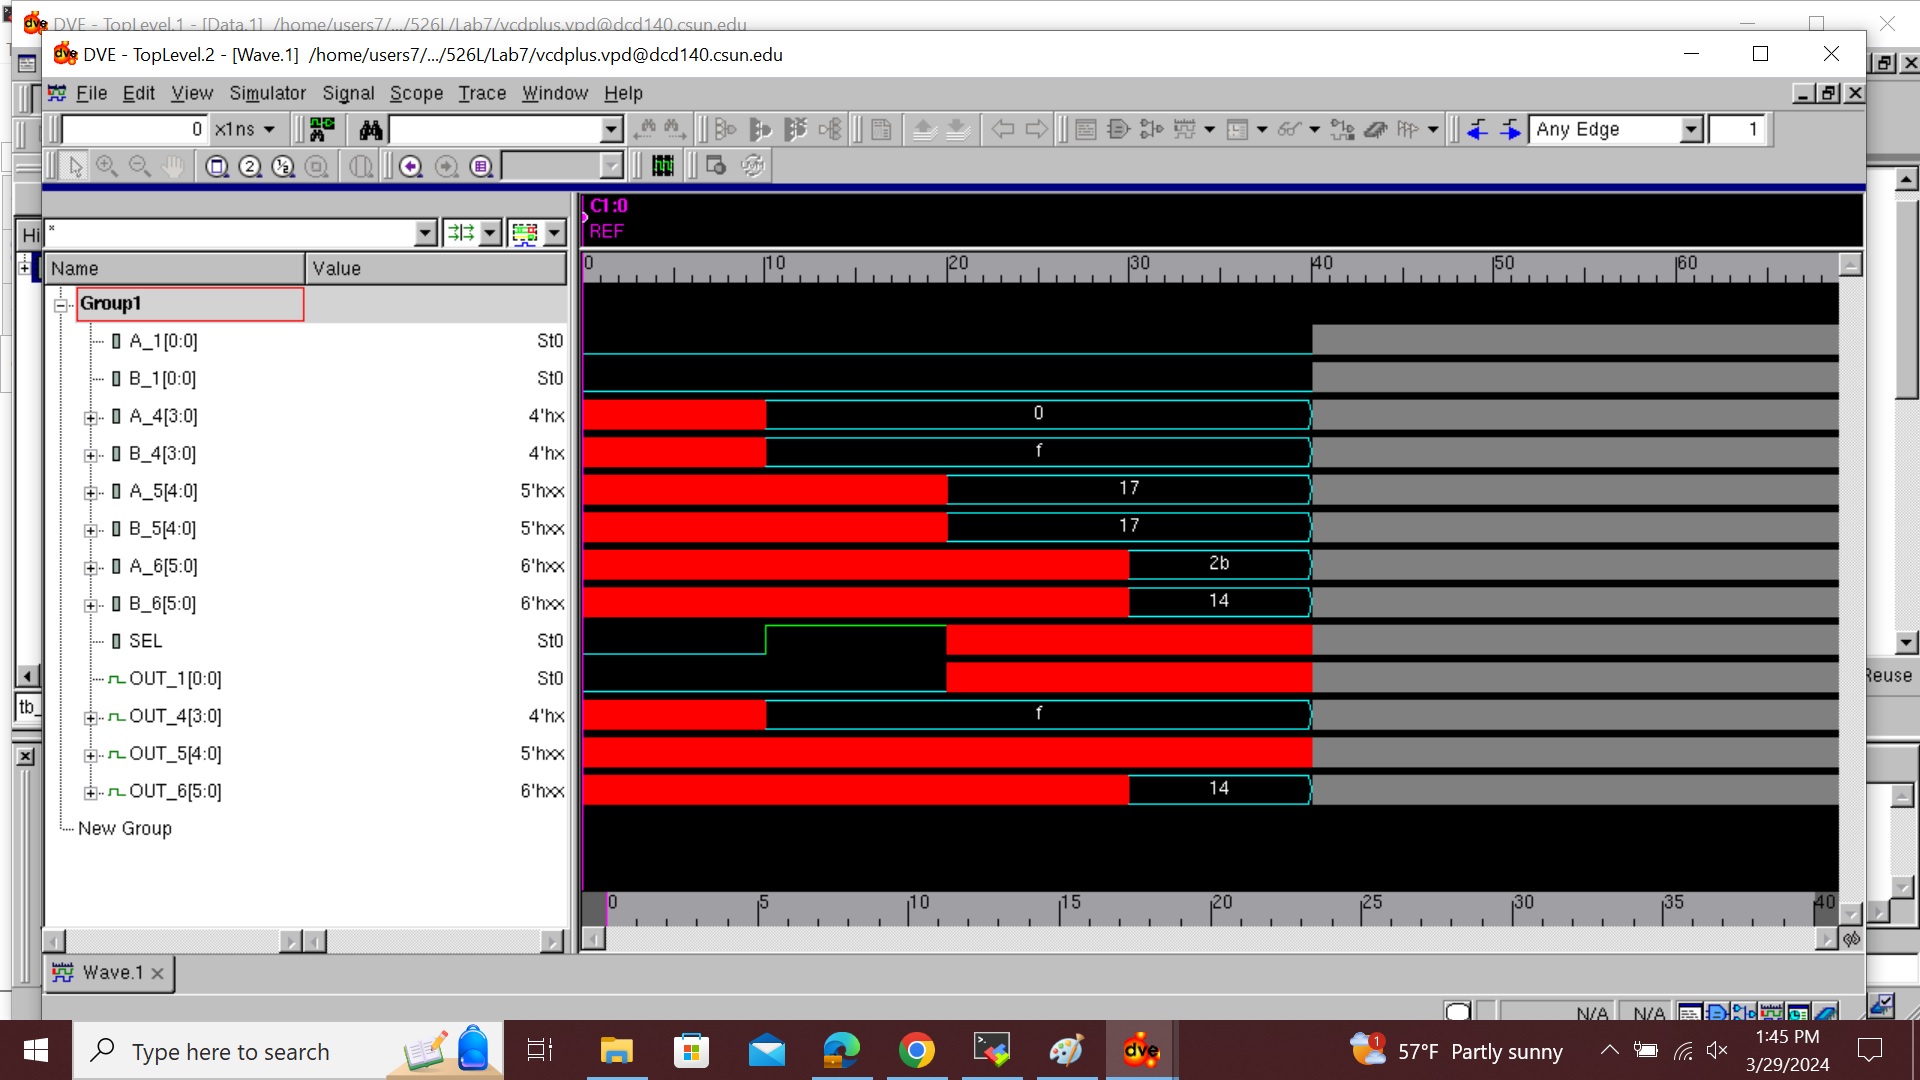 DVE - TopLevel.1 - [Data.1] /home/users7/.../526L/Lab7/vcdplus.vpd@dcd140.csun.edu
dve DVE - TopLevel.2 - [Wave.1] /home/users7/.../526L/Lab7/vcdplus.vpd@dcd140.csun.edu
File Edit View Simulator Signal Scope Trace Window Help
0 x1ns Any Edge 1
2 ½
C1:0
REF
Hi *
0 10 20 30 40 50 60
Name Value
Group1
A_1[0:0] St0
B_1[0:0] St0
A_4[3:0] 4'hx 0
B_4[3:0] 4'hx f
A_5[4:0] 5'hxx 17
B_5[4:0] 5'hxx 17
A_6[5:0] 6'hxx 2b
B_6[5:0] 6'hxx 14
SEL St0
OUT_1[0:0] St0
Reuse
tb_
OUT_4[3:0] 4'hx f
OUT_5[4:0] 5'hxx
OUT_6[5:0] 6'hxx 14
New Group
0 5 10 15 20 25 30 35 40
Wave.1
N/A N/A
Type here to search
dve
1
57°F Partly sunny
1:45 PM
3/29/2024